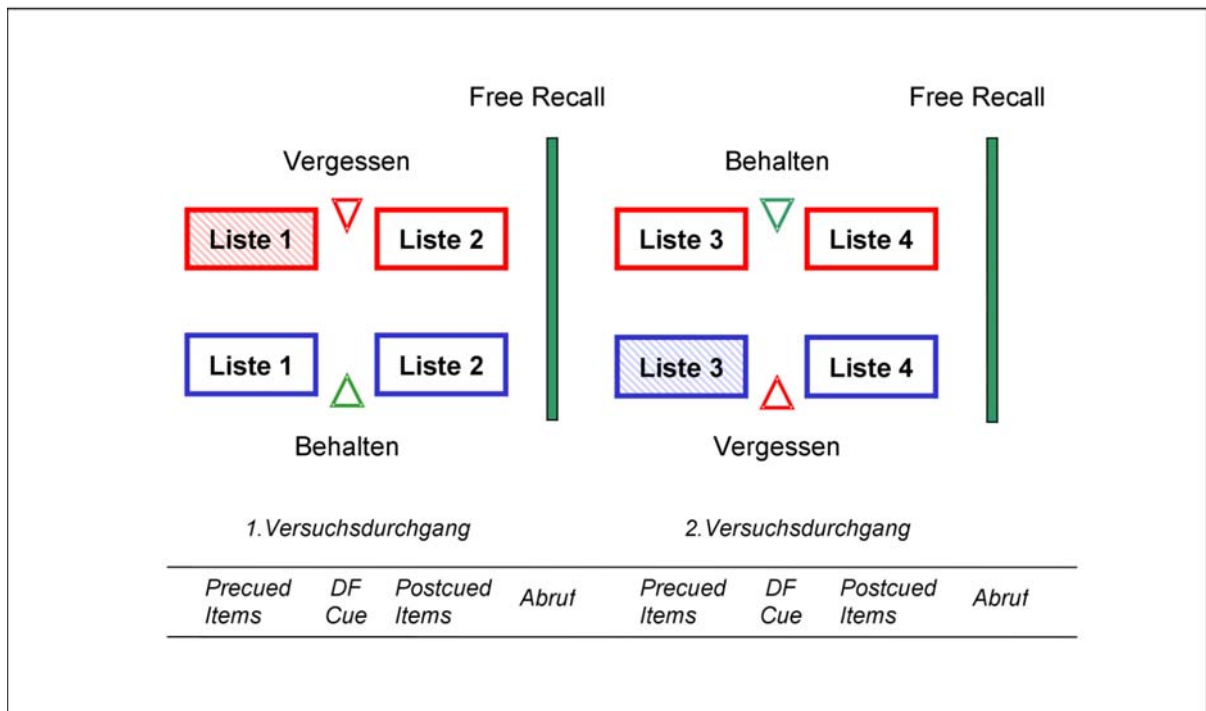 Free Recall
Free Recall
Vergessen
Behalten
Liste 1
Liste 2
Liste 3
Liste 4
Liste 1
Liste 2
Liste 3
Liste 4
Behalten
Vergessen
1.Versuchsdurchgang
2.Versuchsdurchgang
Precued Items
DF Cue
Postcued Items
Abruf
Precued Items
DF Cue
Postcued Items
Abruf